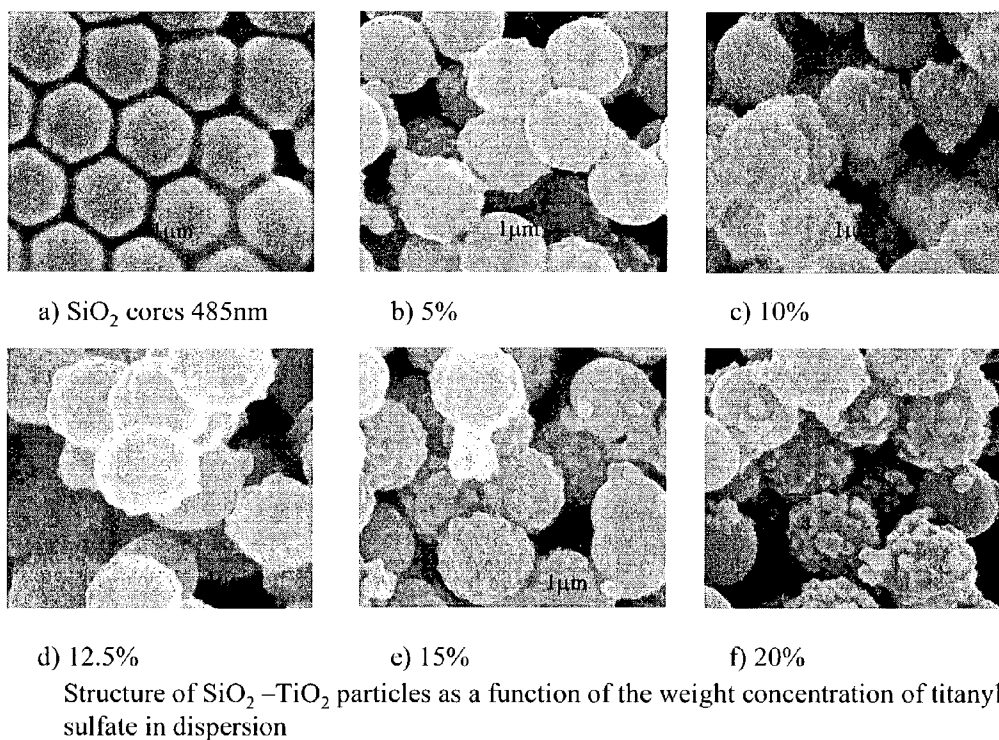 1μm
1μm
1μm
a) SiO₂ cores 485nm
b) 5%
c) 10%
1μm
d) 12.5%
e) 15%
f) 20%
Structure of SiO₂ –TiO₂ particles as a function of the weight concentration of titanyl
sulfate in dispersion